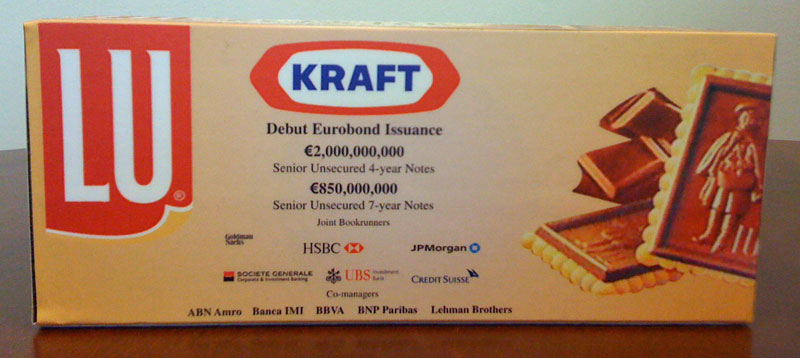 LU®
KRAFT
Debut Eurobond Issuance
€2,000,000,000
Senior Unsecured 4-year Notes
€850,000,000
Senior Unsecured 7-year Notes
Joint Bookrunners
Goldman
Sachs
HSBC
JPMorgan
SOCIETE GENERALE
Corporate & Investment Banking
UBS Investment
Bank
CREDIT SUISSE
Co-managers
ABN Amro Banca IMI BBVA BNP Paribas Lehman Brothers